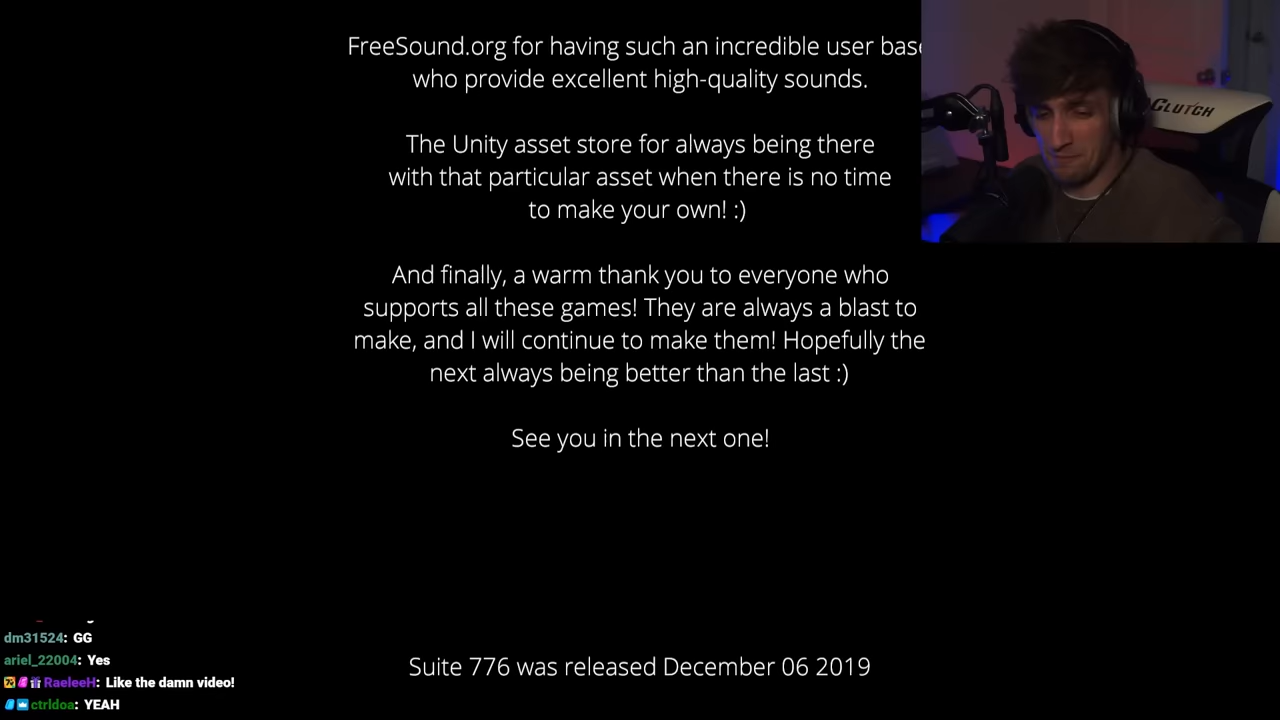 FreeSound.org for having such an incredible user base
who provide excellent high-quality sounds.
The Unity asset store for always being there
with that particular asset when there is no time
to make your own! :)
And finally, a warm thank you to everyone who
supports all these games! They are always a blast to
make, and I will continue to make them! Hopefully the
next always being better than the last :)
See you in the next one!
CLUTCH
dm31524: GG
ariel_22004: Yes
RaeleeH: Like the damn video!
ctrldoa: YEAH
Suite 776 was released December 06 2019